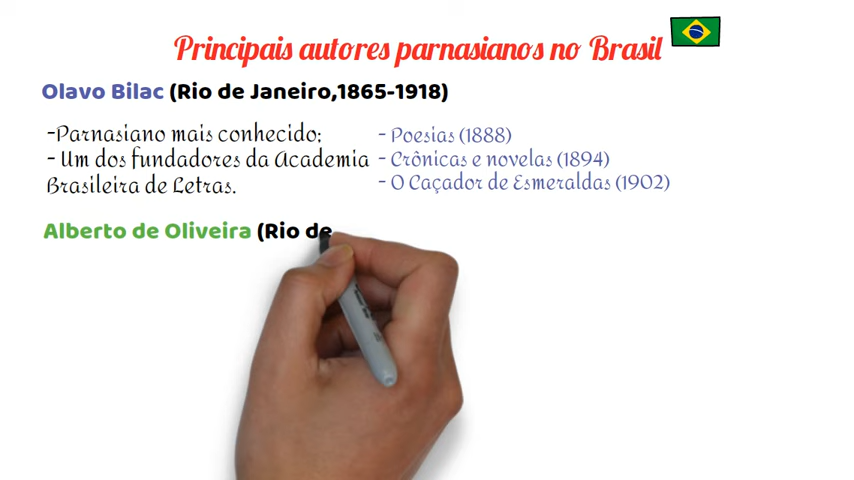 Principais autores parnasianos no Brasil
Olavo Bilac (Rio de Janeiro,1865-1918)
-Parnasiano mais conhecido;
- Um dos fundadores da Academia
Brasileira de Letras.
- Poesias (1888)
- Crônicas e novelas (1894)
- O Caçador de Esmeraldas (1902)
Alberto de Oliveira (Rio de